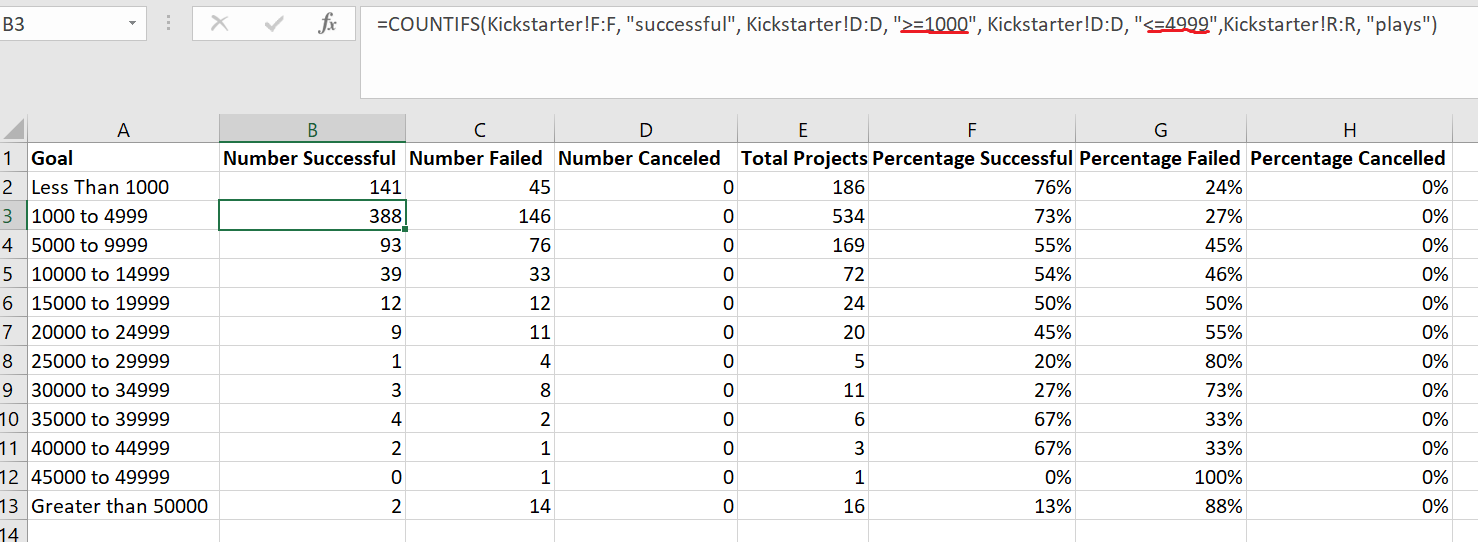 B3 fx =COUNTIFS(Kickstarter!F:F, "successful", Kickstarter!D:D, ">=1000", Kickstarter!D:D, "<=4999",Kickstarter!R:R, "plays")
A B C D E F G H
1 Goal Number Successful Number Failed Number Canceled Total Projects Percentage Successful Percentage Failed Percentage Cancelled
2 Less Than 1000 141 45 0 186 76% 24% 0%
3 1000 to 4999 388 146 0 534 73% 27% 0%
4 5000 to 9999 93 76 0 169 55% 45% 0%
5 10000 to 14999 39 33 0 72 54% 46% 0%
6 15000 to 19999 12 12 0 24 50% 50% 0%
7 20000 to 24999 9 11 0 20 45% 55% 0%
8 25000 to 29999 1 4 0 5 20% 80% 0%
9 30000 to 34999 3 8 0 11 27% 73% 0%
10 35000 to 39999 4 2 0 6 67% 33% 0%
11 40000 to 44999 2 1 0 3 67% 33% 0%
12 45000 to 49999 0 1 0 1 0% 100% 0%
13 Greater than 50000 2 14 0 16 13% 88% 0%
14